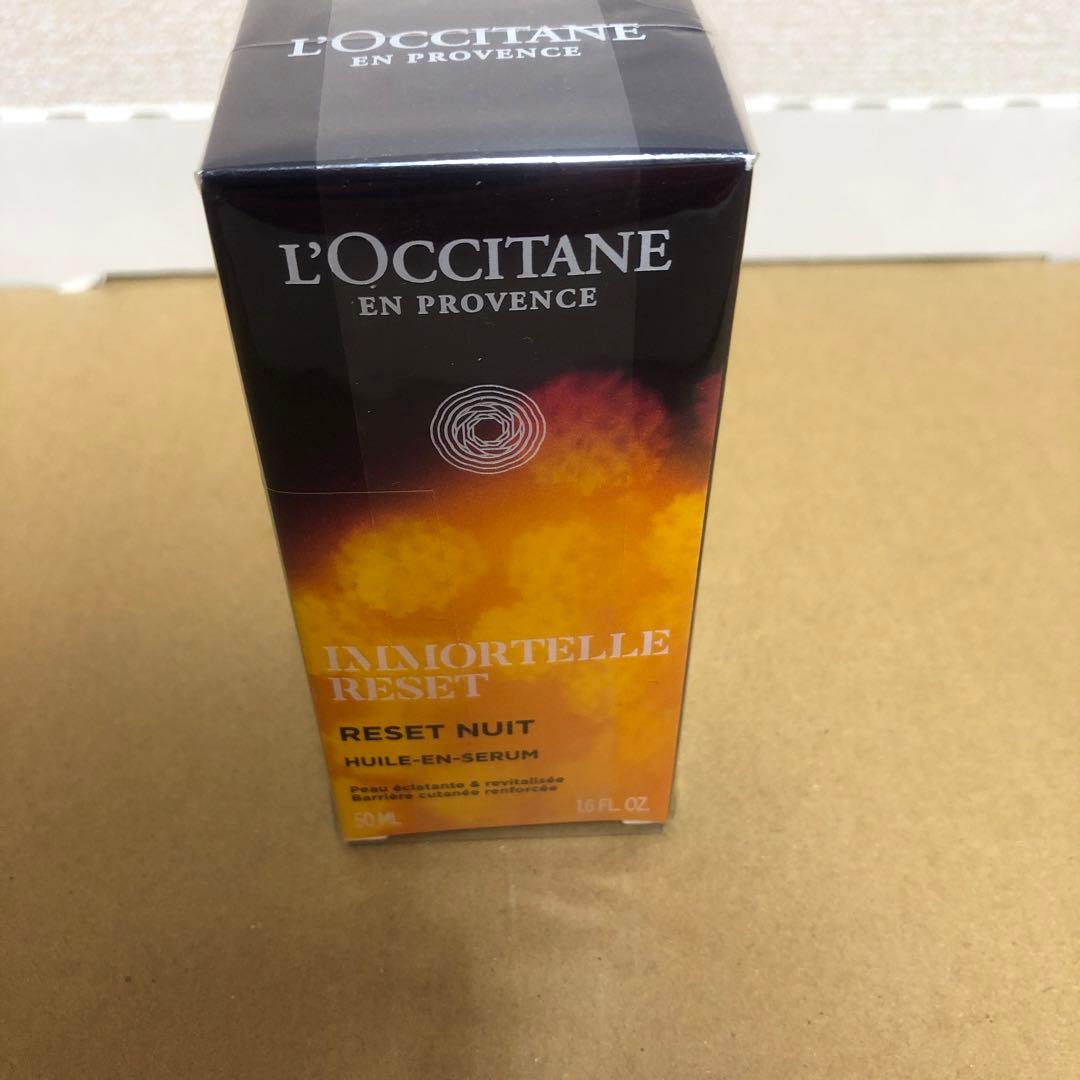 L'OCCITANE
EN PROVENCE
L'OCCITANE
EN PROVENCE
IMMORTELLE
RESET
RESET NUIT
HUILE-EN-SERUM
Peau éclatante & revitalisée
Barrière cutanée renforcée
50 ML 1.6 FL. OZ.